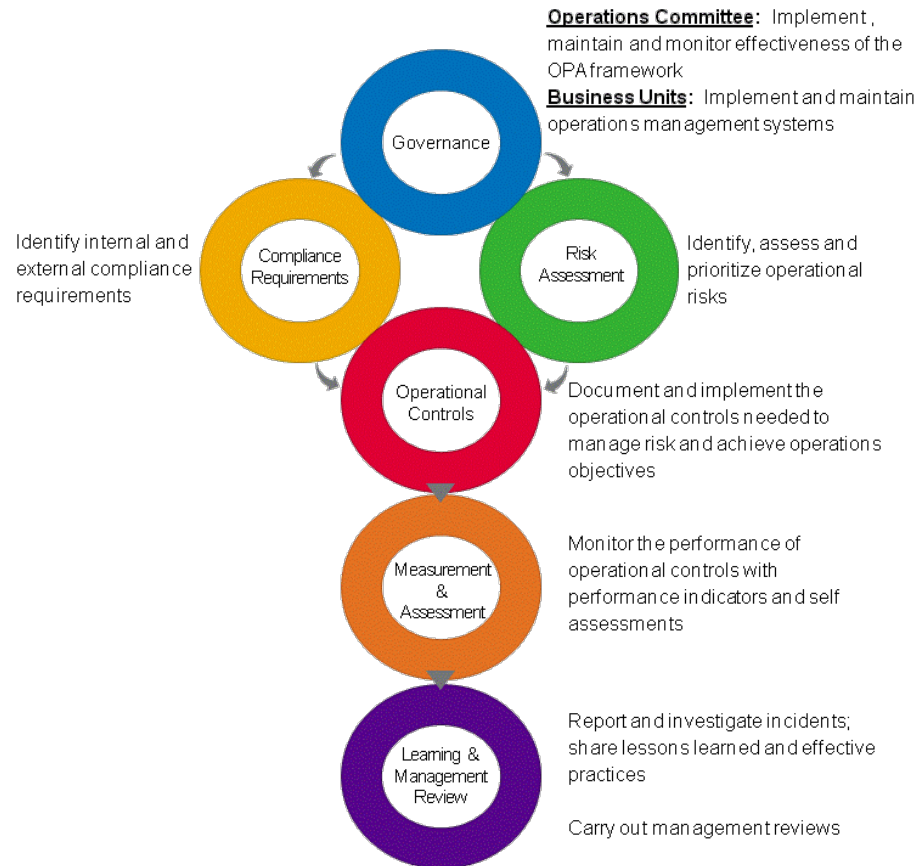 Operations Committee: Implement ,
maintain and monitor effectiveness of the
OPA framework
Business Units: Implement and maintain
operations management systems
Governance
Identify internal and
external compliance
requirements
Compliance
Requirements
Risk
Assessment
Identify, assess and
prioritize operational
risks
Operational
Controls
Document and implement the
operational controls needed to
manage risk and achieve operations
objectives
Measurement
&
Assessment
Monitor the performance of
operational controls with
performance indicators and self
assessments
Learning &
Management
Review
Report and investigate incidents;
share lessons learned and effective
practices
Carry out management reviews